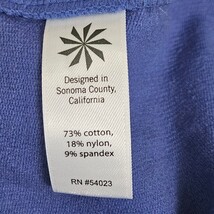 Designed in
Sonoma County,
California
73% cotton,
18% nylon,
9% spandex
RN #54023